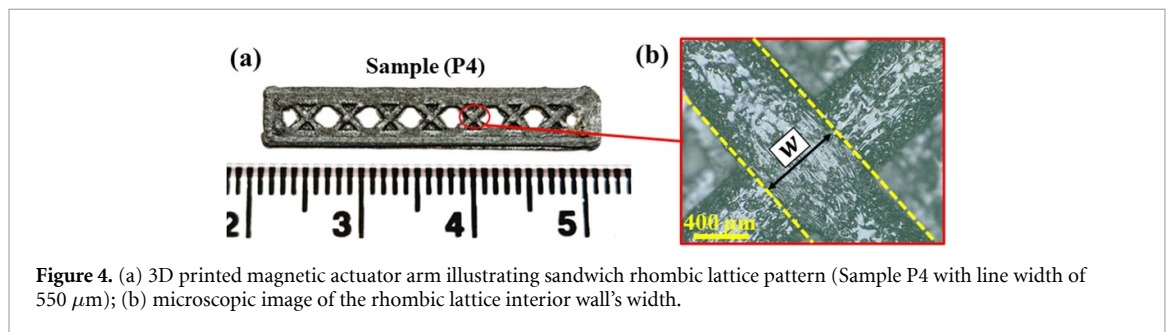 (a)
Sample (P4)
2 3 4 5
(b)
W
400 μm
Figure 4. (a) 3D printed magnetic actuator arm illustrating sandwich rhombic lattice pattern (Sample P4 with line width of
550 μm); (b) microscopic image of the rhombic lattice interior wall's width.